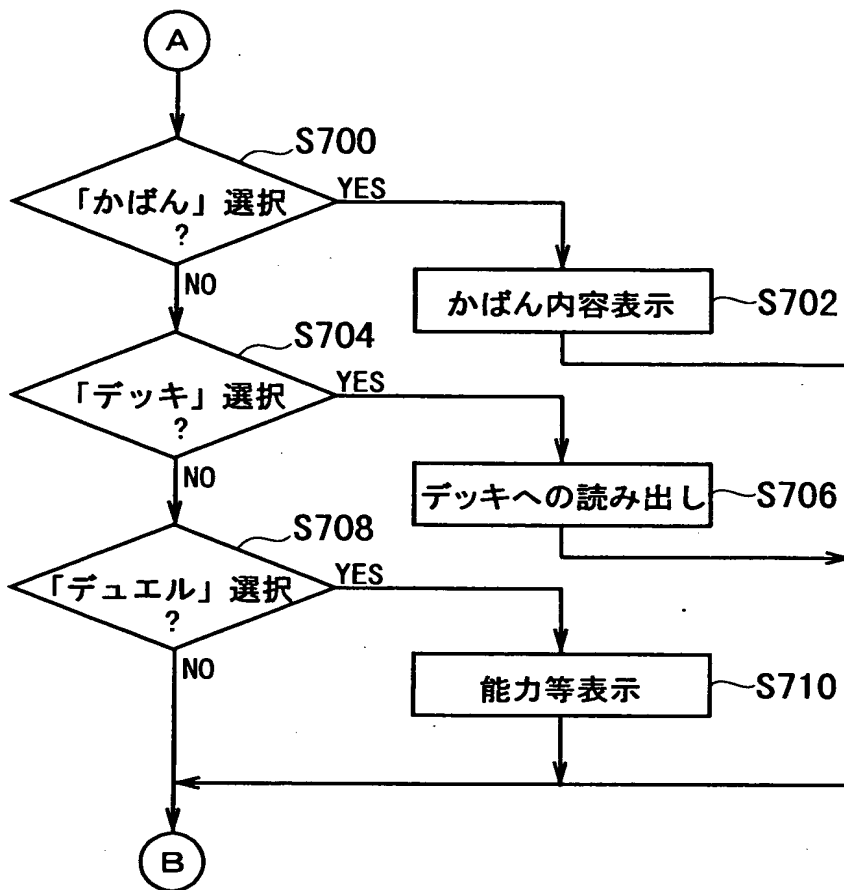 A
S700
「かばん」選択
?
YES
NO
かばん内容表示
S702
S704
「デッキ」選択
?
YES
NO
デッキへの読み出し
S706
S708
「デュエル」選択
?
YES
NO
能力等表示
S710
B